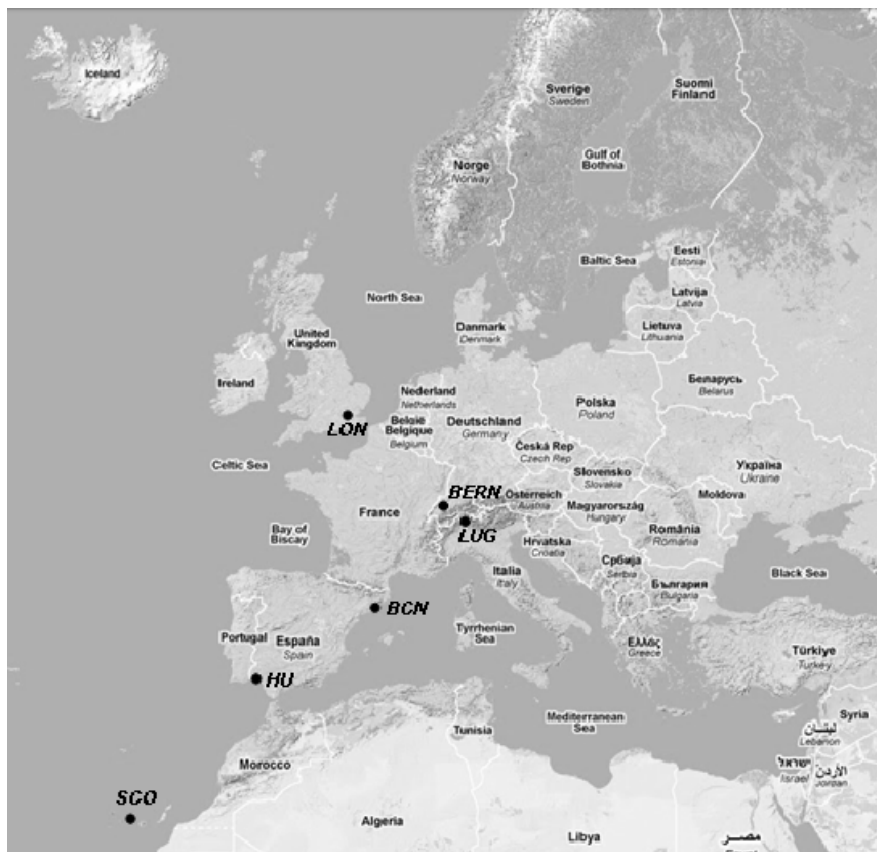 Iceland
Sverige
Sweden
Suomi
Finland
Norge
Norway
Gulf of
Bothnia
Baltic Sea
Eesti
Estonia
North Sea
Latvija
Latvia
Danmark
Denmark
Lietuva
Lithuania
United
Kingdom
Ireland
Беларусь
Belarus
Nederland
Netherlands
Polska
Poland
LON
België
Belgique
Belgium
Deutschland
Germany
Celtic Sea
Česká Rep
Czech Rep
Slovensko
Slovakia
Україна
Ukraine
BERN
Österreich
Austria
Moldova
France
Magyarország
Hungary
Bay of
Biscay
LUG
Hrvatska
Croatia
România
Romania
Italia
Italy
Србија
Serbia
Black Sea
България
Bulgaria
BCN
Portugal
España
Spain
Tyrrhenian
Sea
Ελλάς
Greece
Türkiye
Turkey
HU
Mediterranean
Sea
Syria
Tunisia
لبنان
Lebanon
Morocco
ישראל
Israel
الأردن
Jordan
SCO
Algeria
Libya
مصر